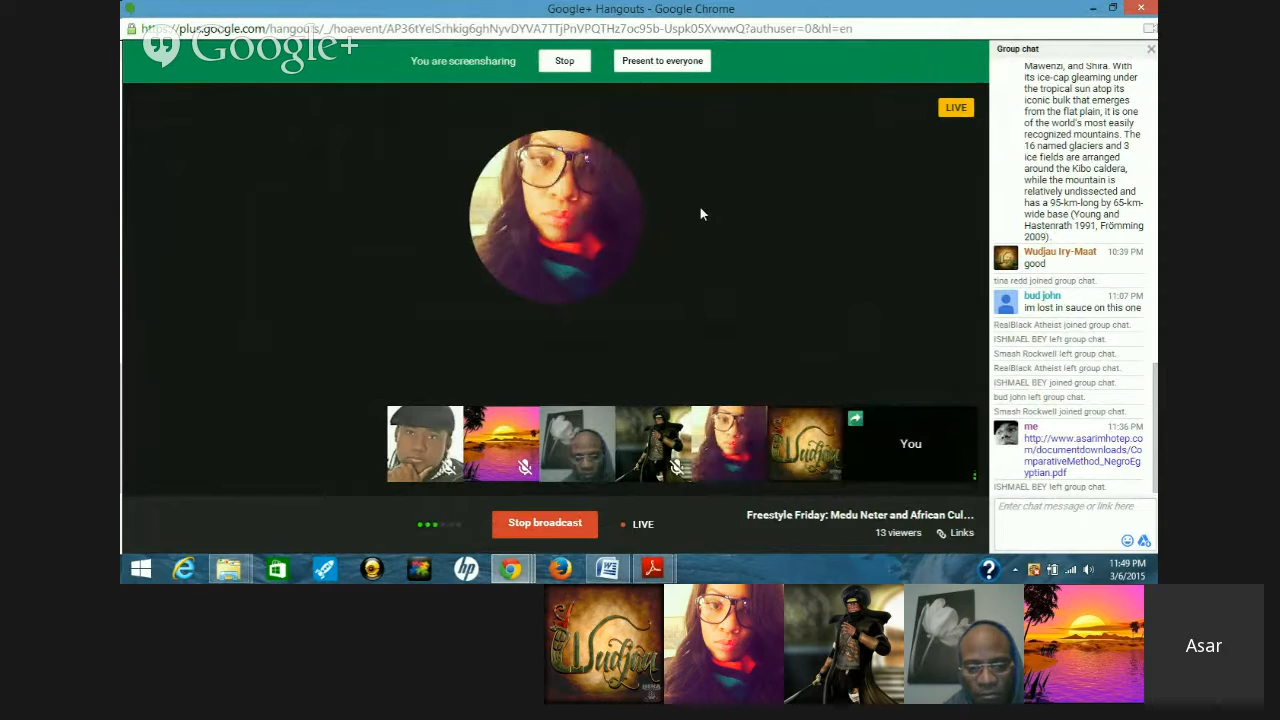 Google+ Hangouts - Google Chrome
Google+
You are screensharing
Stop
Present to everyone
LIVE
Group chat
Mawenzi, and Shira. With
its ice-cap gleaming under
the tropical sun atop its
iconic bulk that emerges
from the flat plain, it is one
of the world's most easily
recognized mountains. The
16 named glaciers and 3
ice fields are arranged
around the Kibo caldera,
while the mountain is
relatively undissected and
has a 95-km-long by 65-km-
wide base (Young and
Hastenrath 1991, Frömming
2009).
Wudjau Iry-Maat 10:39 PM
good
tina redd joined group chat.
bud john 11:07 PM
im lost in sauce on this one
RealBlack Atheist joined group chat.
ISHMAEL BEY left group chat.
Smash Rockwell left group chat.
RealBlack Atheist left group chat.
ISHMAEL BEY joined group chat.
bud john left group chat.
Smash Rockwell joined group chat.
me 11:36 PM
http://www.asarimhotep.co
m/documentdownloads/Co
mparativeMethod_NegroEg
yptian.pdf
ISHMAEL BEY left group chat.
Enter chat message or link here
Wudjau
You
Stop broadcast
LIVE
Freestyle Friday: Medu Neter and African Cul...
13 viewers
Links
hp
11:49 PM
3/6/2015
Wudjau
Asar